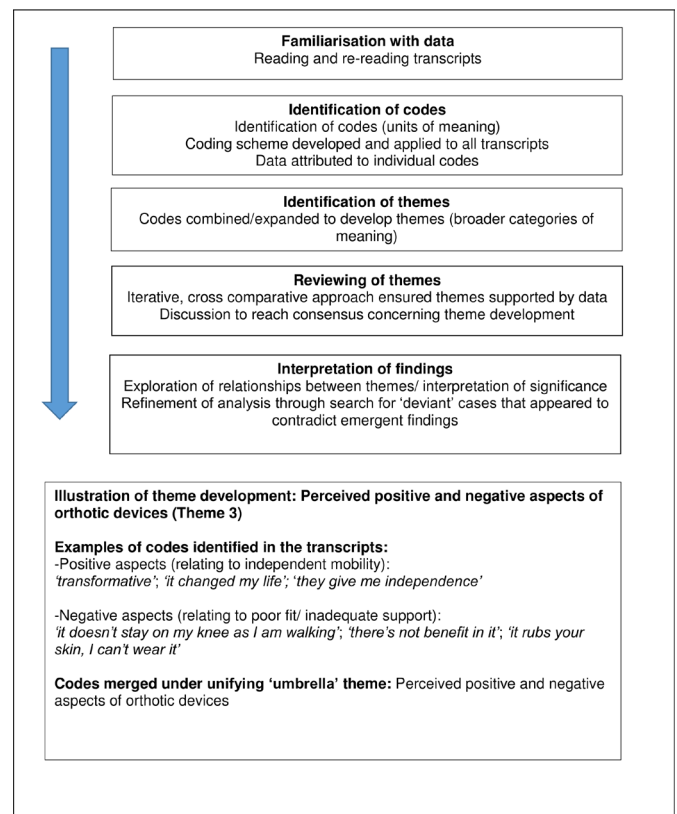 Familiarisation with data
Reading and re-reading transcripts
Identification of codes
Identification of codes (units of meaning)
Coding scheme developed and applied to all transcripts
Data attributed to individual codes
Identification of themes
Codes combined/expanded to develop themes (broader categories of
meaning)
Reviewing of themes
Iterative, cross comparative approach ensured themes supported by data
Discussion to reach consensus concerning theme development
Interpretation of findings
Exploration of relationships between themes/ interpretation of significance
Refinement of analysis through search for ‘deviant’ cases that appeared to
contradict emergent findings
Illustration of theme development: Perceived positive and negative aspects of
orthotic devices (Theme 3)
Examples of codes identified in the transcripts:
-Positive aspects (relating to independent mobility):
‘transformative’; ‘it changed my life’; ‘they give me independence’
-Negative aspects (relating to poor fit/ inadequate support):
‘it doesn’t stay on my knee as I am walking’; ‘there’s not benefit in it’; ‘it rubs your
skin, I can’t wear it’
Codes merged under unifying ‘umbrella’ theme: Perceived positive and negative
aspects of orthotic devices